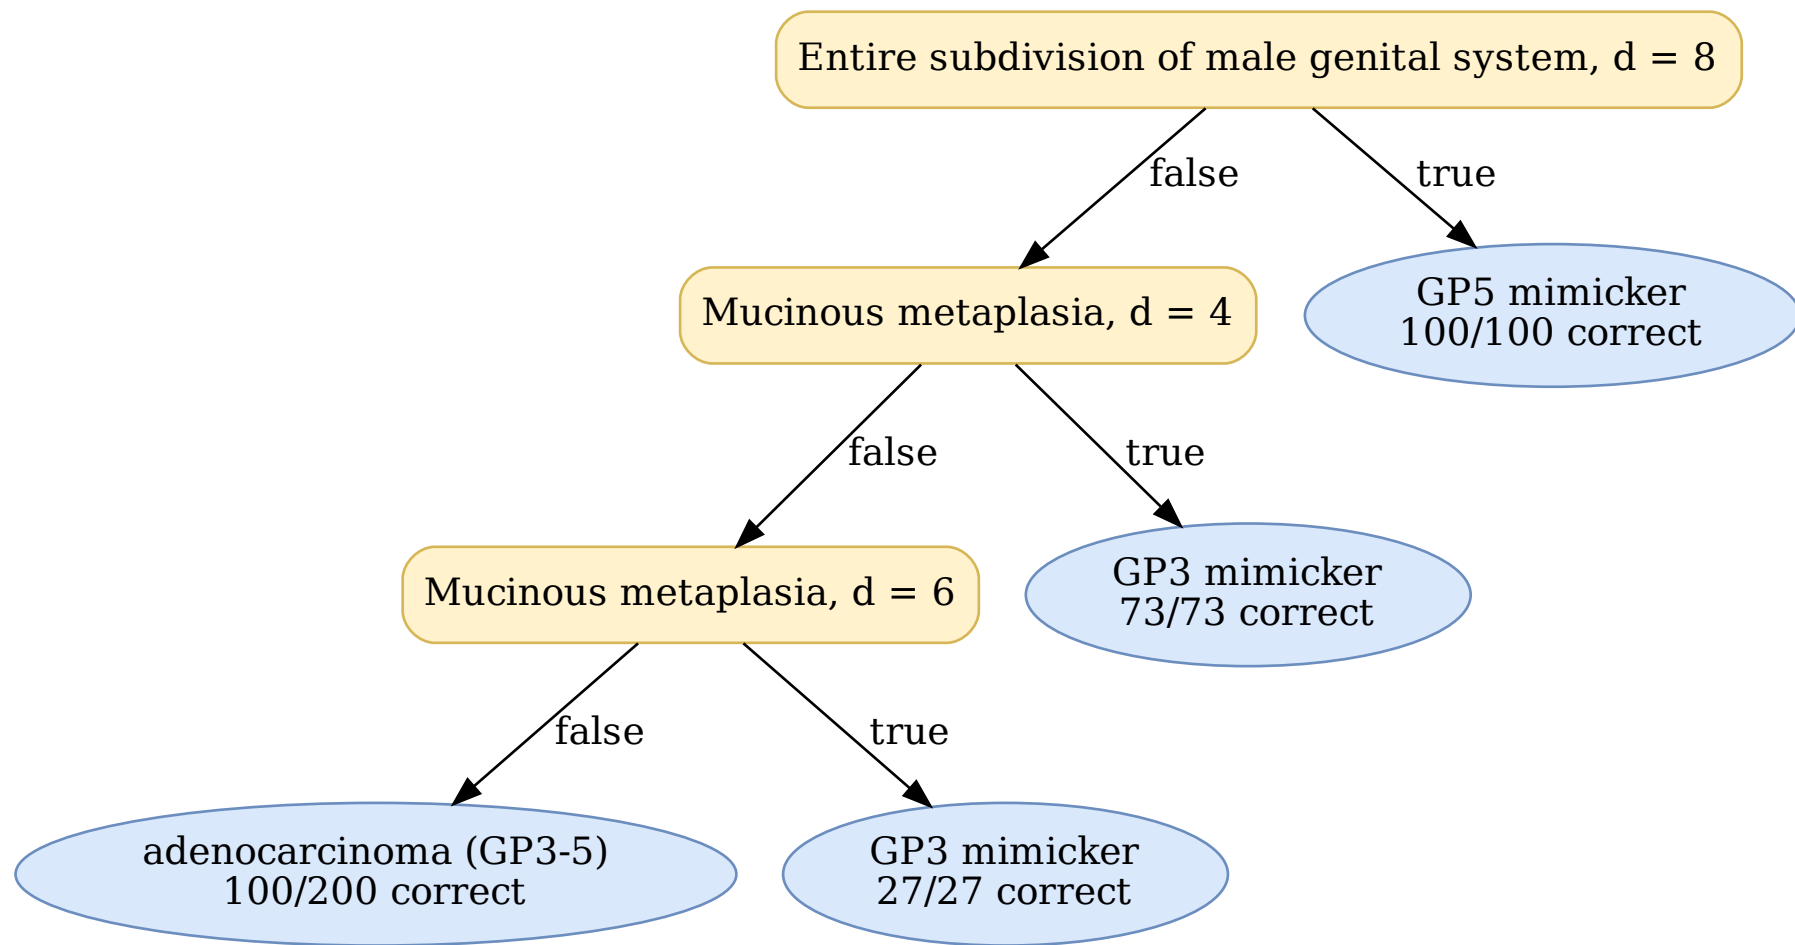 Entire subdivision of male genital system, d = 8
false
true
Mucinous metaplasia, d = 4
GP5 mimicker
100/100 correct
false
true
Mucinous metaplasia, d = 6
GP3 mimicker
73/73 correct
false
true
adenocarcinoma (GP3-5)
100/200 correct
GP3 mimicker
27/27 correct